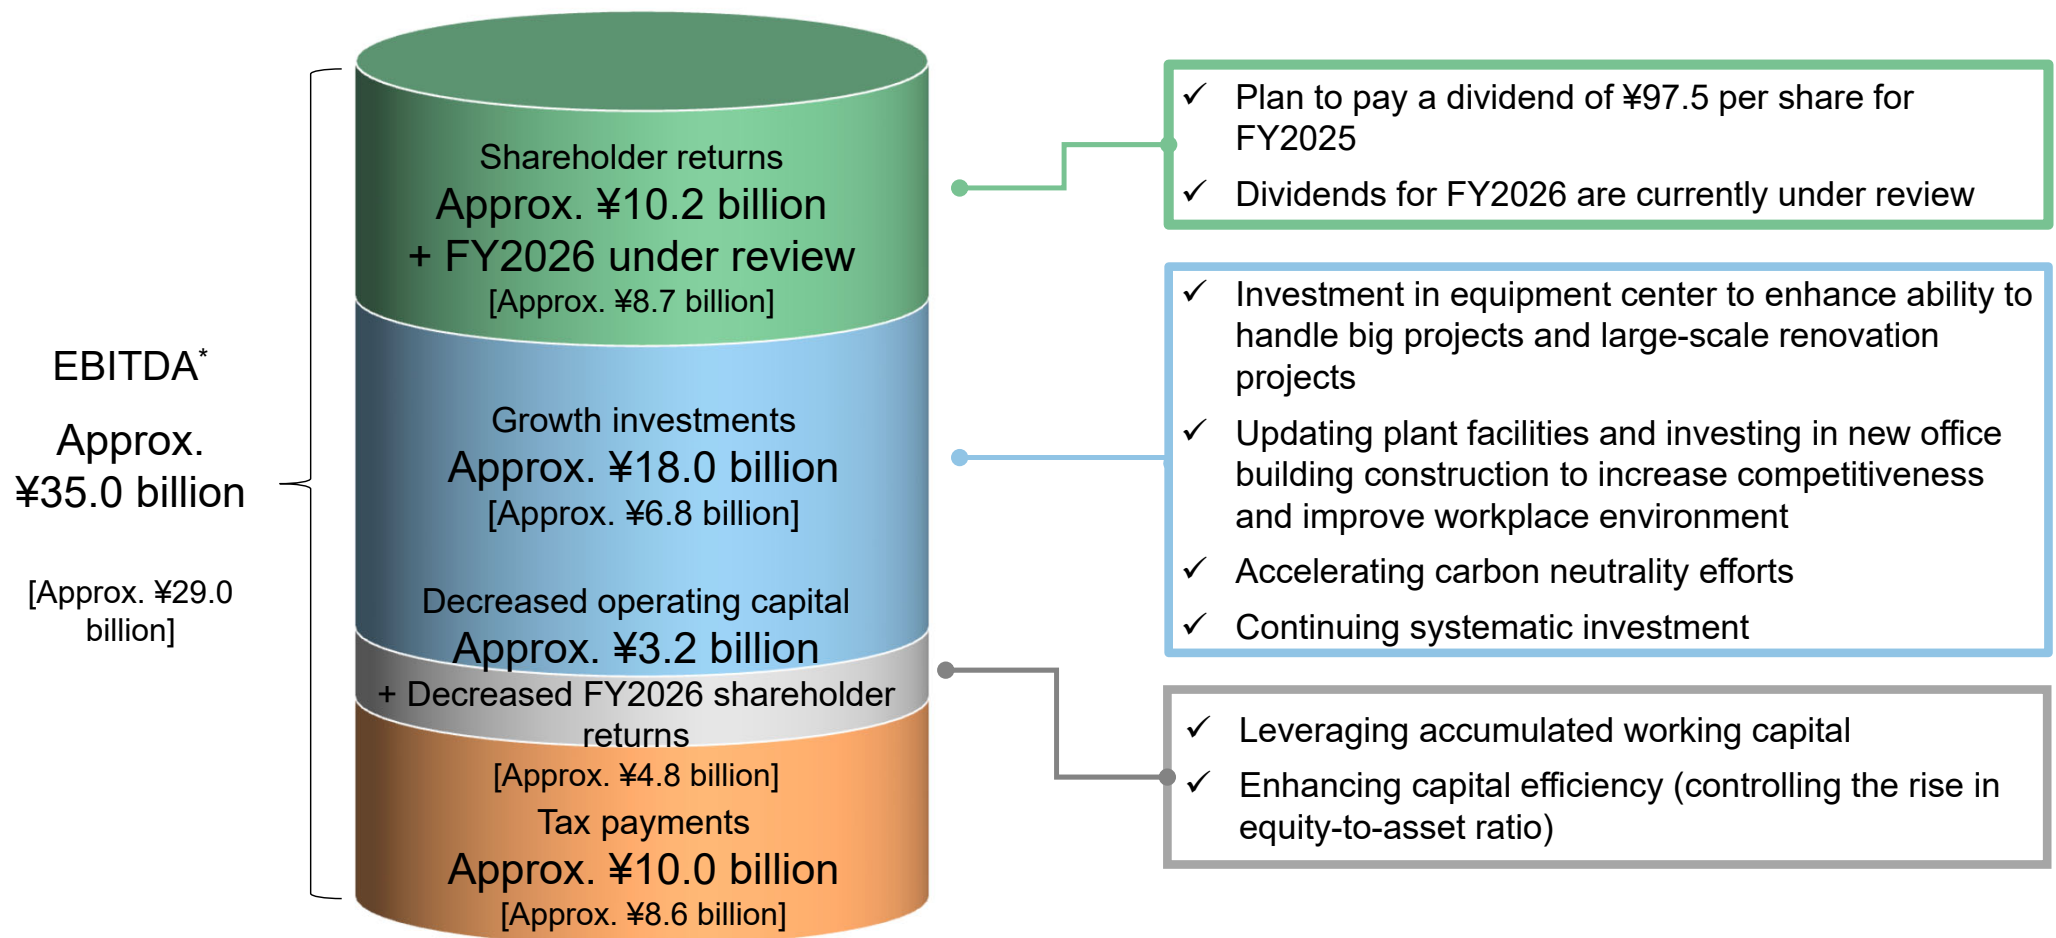 EBITDA*
Approx.
¥35.0 billion
[Approx. ¥29.0
billion]
Shareholder returns
Approx. ¥10.2 billion
+ FY2026 under review
[Approx. ¥8.7 billion]
Growth investments
Approx. ¥18.0 billion
[Approx. ¥6.8 billion]
Decreased operating capital
Approx. ¥3.2 billion
+ Decreased FY2026 shareholder
returns
[Approx. ¥4.8 billion]
Tax payments
Approx. ¥10.0 billion
[Approx. ¥8.6 billion]
✓ Plan to pay a dividend of ¥97.5 per share for
FY2025
✓ Dividends for FY2026 are currently under review
✓ Investment in equipment center to enhance ability to
handle big projects and large-scale renovation
projects
✓ Updating plant facilities and investing in new office
building construction to increase competitiveness
and improve workplace environment
✓ Accelerating carbon neutrality efforts
✓ Continuing systematic investment
✓ Leveraging accumulated working capital
✓ Enhancing capital efficiency (controlling the rise in
equity-to-asset ratio)